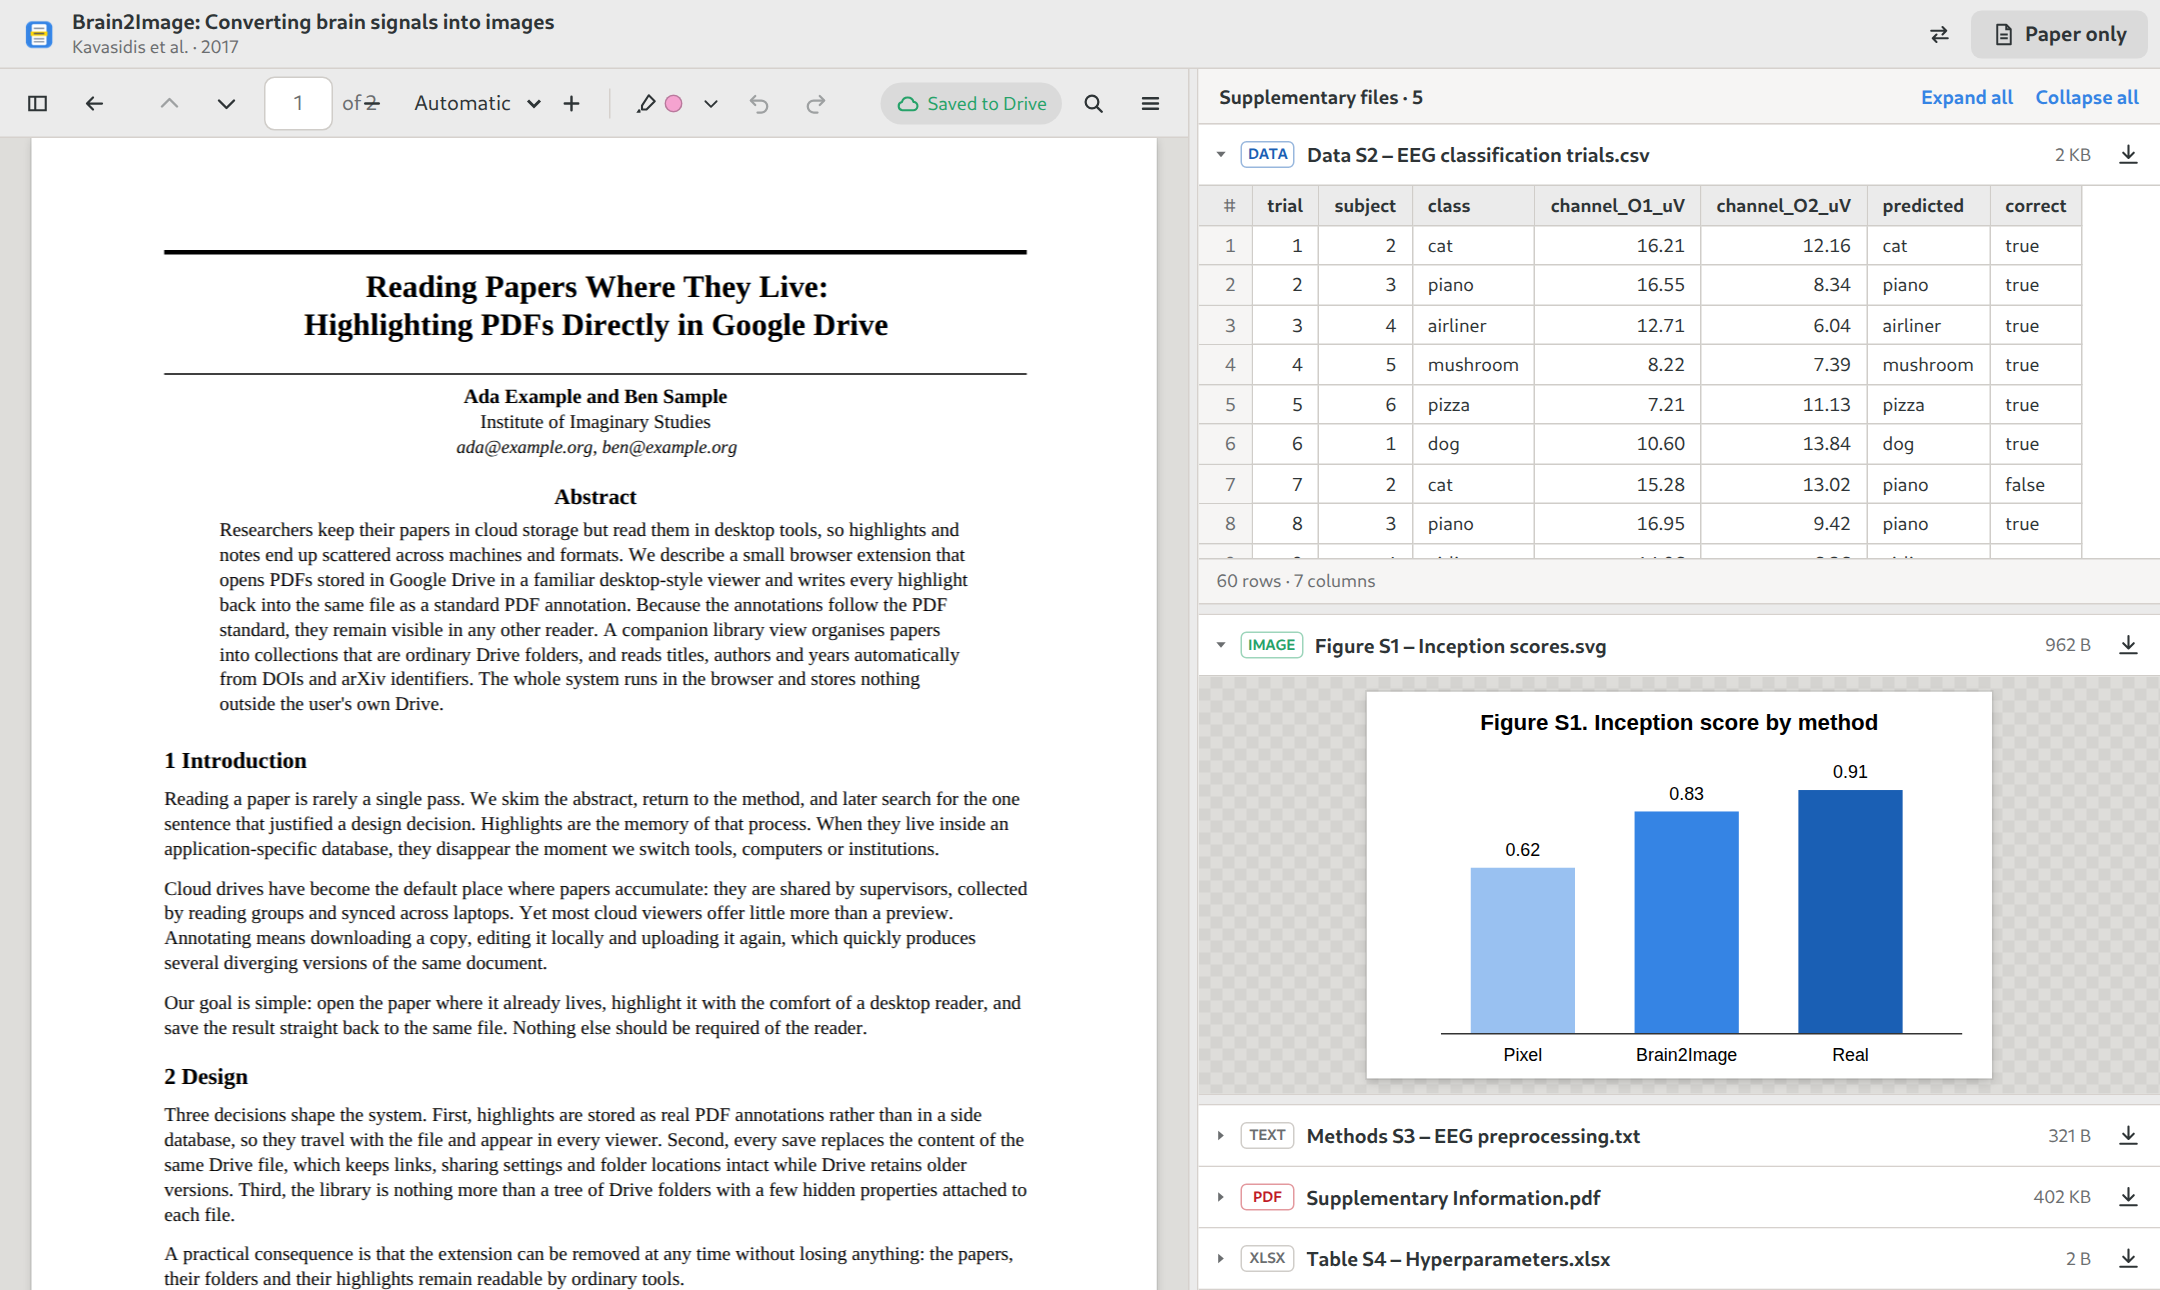 Brain2Image: Converting brain signals into images
Kavasidis et al. · 2017
Paper only
1
of 2
Automatic
Saved to Drive
Reading Papers Where They Live:
Highlighting PDFs Directly in Google Drive
Ada Example and Ben Sample
Institute of Imaginary Studies
ada@example.org, ben@example.org
Abstract
Researchers keep their papers in cloud storage but read them in desktop tools, so highlights and
notes end up scattered across machines and formats. We describe a small browser extension that
opens PDFs stored in Google Drive in a familiar desktop-style viewer and writes every highlight
back into the same file as a standard PDF annotation. Because the annotations follow the PDF
standard, they remain visible in any other reader. A companion library view organises papers
into collections that are ordinary Drive folders, and reads titles, authors and years automatically
from DOIs and arXiv identifiers. The whole system runs in the browser and stores nothing
outside the user's own Drive.
1 Introduction
Reading a paper is rarely a single pass. We skim the abstract, return to the method, and later search for the one
sentence that justified a design decision. Highlights are the memory of that process. When they live inside an
application-specific database, they disappear the moment we switch tools, computers or institutions.
Cloud drives have become the default place where papers accumulate: they are shared by supervisors, collected
by reading groups and synced across laptops. Yet most cloud viewers offer little more than a preview.
Annotating means downloading a copy, editing it locally and uploading it again, which quickly produces
several diverging versions of the same document.
Our goal is simple: open the paper where it already lives, highlight it with the comfort of a desktop reader, and
save the result straight back to the same file. Nothing else should be required of the reader.
2 Design
Three decisions shape the system. First, highlights are stored as real PDF annotations rather than in a side
database, so they travel with the file and appear in every viewer. Second, every save replaces the content of the
same Drive file, which keeps links, sharing settings and folder locations intact while Drive retains older
versions. Third, the library is nothing more than a tree of Drive folders with a few hidden properties attached to
each file.
A practical consequence is that the extension can be removed at any time without losing anything: the papers,
their folders and their highlights remain readable by ordinary tools.
Supplementary files · 5
Expand all Collapse all
DATA Data S2 – EEG classification trials.csv 2 KB
# trial subject class channel_O1_uV channel_O2_uV predicted correct
1 1 2 cat 16.21 12.16 cat true
2 2 3 piano 16.55 8.34 piano true
3 3 4 airliner 12.71 6.04 airliner true
4 4 5 mushroom 8.22 7.39 mushroom true
5 5 6 pizza 7.21 11.13 pizza true
6 6 1 dog 10.60 13.84 dog true
7 7 2 cat 15.28 13.02 piano false
8 8 3 piano 16.95 9.42 piano true
60 rows · 7 columns
IMAGE Figure S1 – Inception scores.svg 962 B
Figure S1. Inception score by method
0.62
0.83
0.91
Pixel Brain2Image Real
TEXT Methods S3 – EEG preprocessing.txt 321 B
PDF Supplementary Information.pdf 402 KB
XLSX Table S4 – Hyperparameters.xlsx 2 B